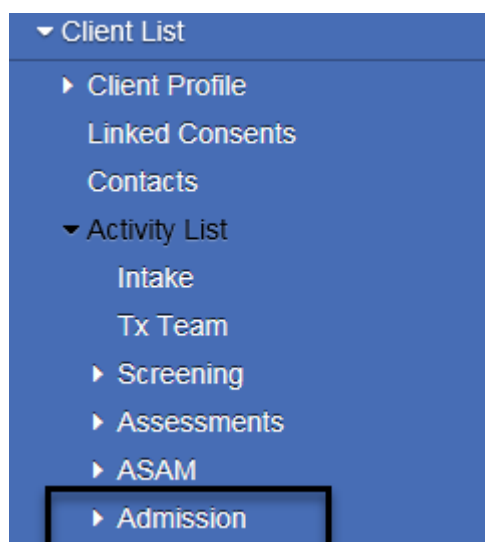 Client List
Client Profile
Linked Consents
Contacts
Activity List
Intake
Tx Team
Screening
Assessments
ASAM
Admission